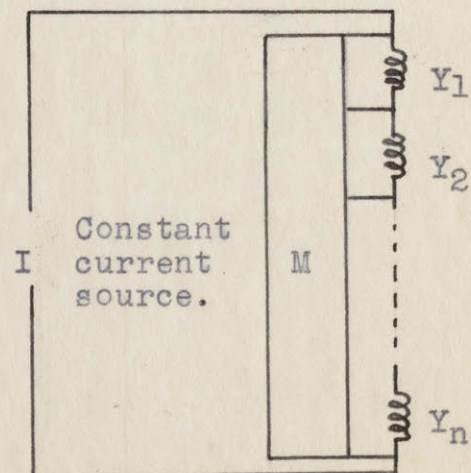 Y1
Y2
Constant
I current M
source.
Yn